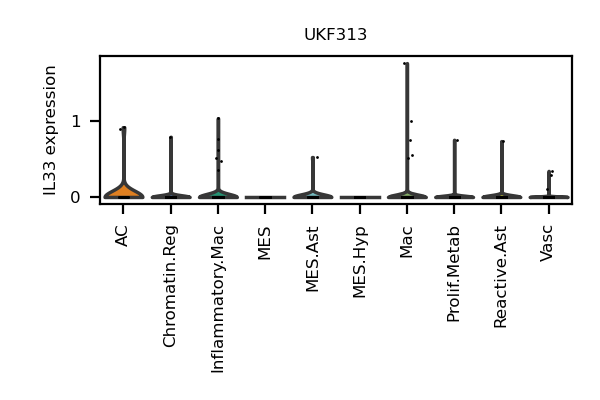 UKF313
IL33 expression
1
0
AC
Chromatin.Reg
Inflammatory.Mac
MES
MES.Ast
MES.Hyp
Mac
Prolif.Metab
Reactive.Ast
Vasc